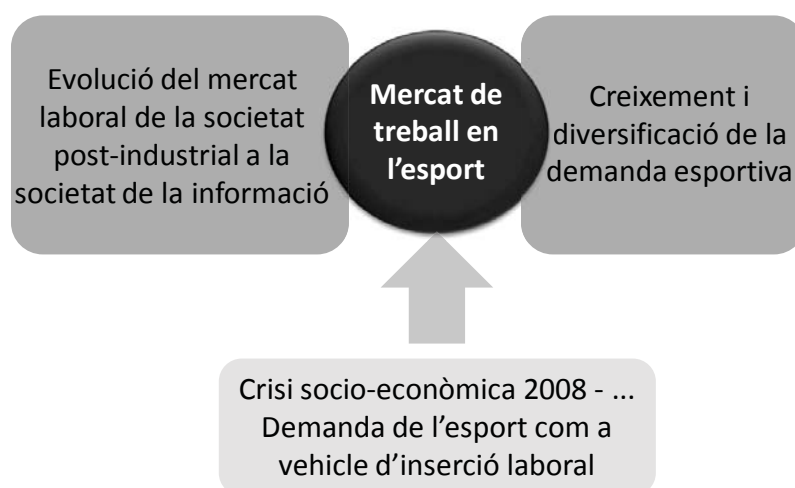 Evolució del mercat
laboral de la societat
post-industrial a la
societat de la informació
Mercat de
treball en
l’esport
Creixement i
diversificació de la
demanda esportiva
Crisi socio-econòmica 2008 - ...
Demanda de l’esport com a
vehicle d’inserció laboral